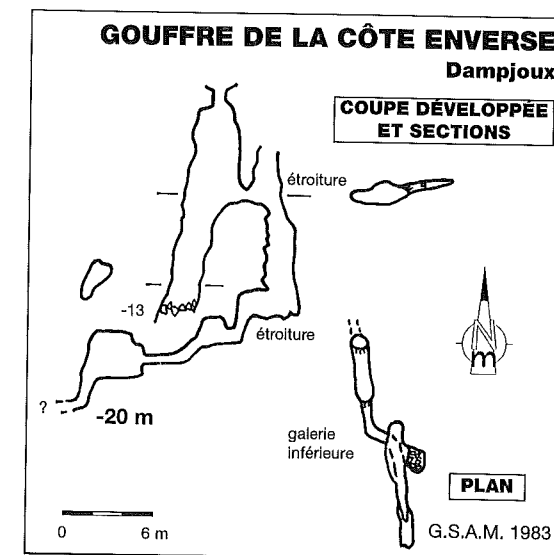 GOUFFRE DE LA CÔTE ENVERSE
Dampjoux
COUPE DÉVELOPPÉE
ET SECTIONS
étroiture
-13
étroiture
?
-20 m
N
m
galerie
inférieure
PLAN
0 6 m
G.S.A.M. 1983